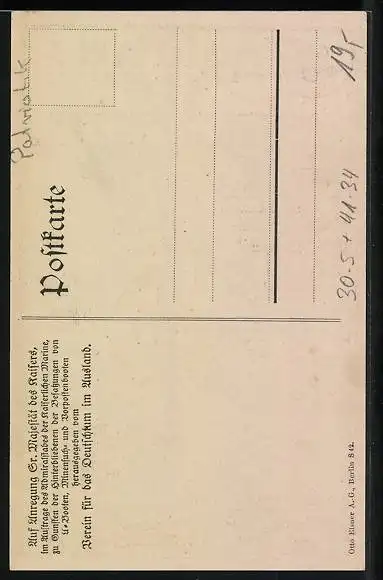 Auf Anregung Sr. Majestät des Kaisers,
im Auftrage des Admiralstabes der Kaiserlichen Marine,
zu Gunsten der Hinterbliebenen der Besatzungen von
U-Booten, Minensuch- und Vorpostenbooten
herausgegeben vom
Verein für das Deutschtum im Ausland.
Postkarte
Patriotik
19,-
30-5 + 41-34
Otto Elsner A.-G., Berlin S 42.